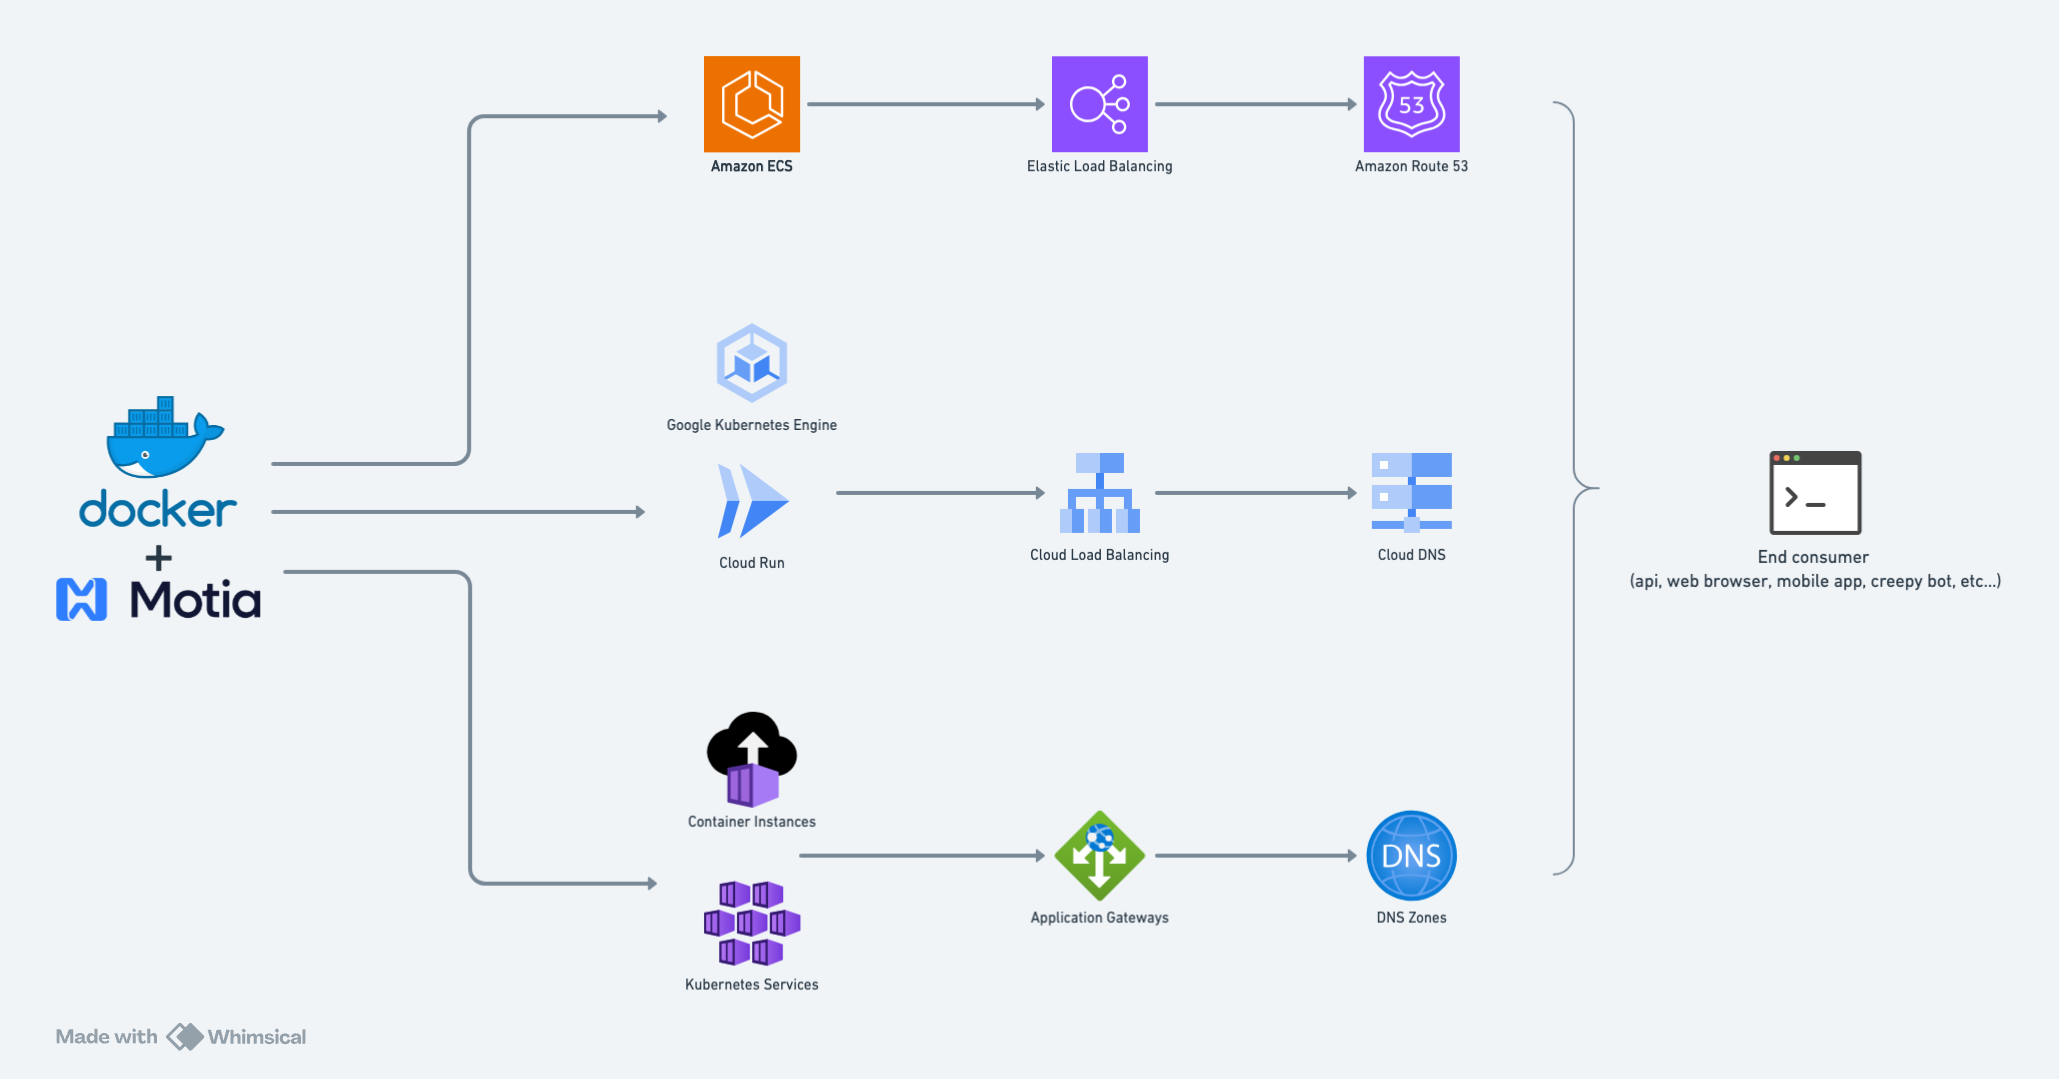 Amazon ECS
Elastic Load Balancing
53
Amazon Route 53
Google Kubernetes Engine
docker
+
Motia
Cloud Run
Cloud Load Balancing
Cloud DNS
End consumer
(api, web browser, mobile app, creepy bot, etc...)
Container Instances
Kubernetes Services
Application Gateways
DNS
DNS Zones
Made with Whimsical